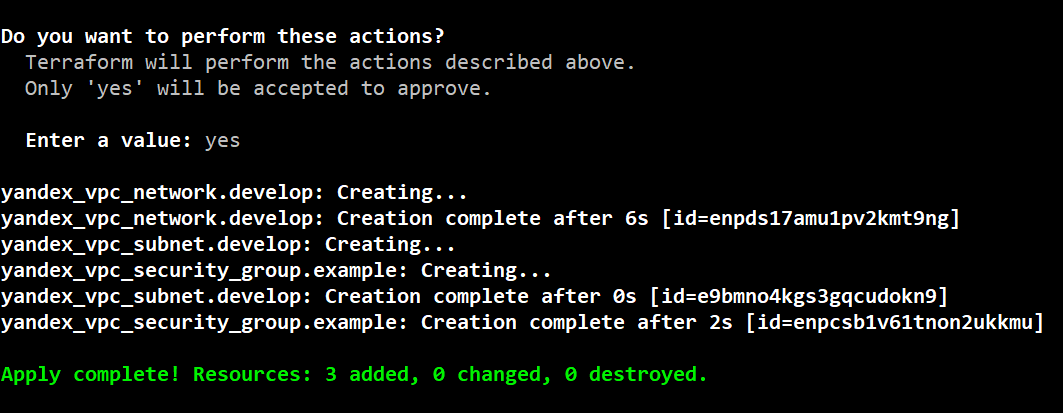 Do you want to perform these actions?
Terraform will perform the actions described above.
Only 'yes' will be accepted to approve.
Enter a value: yes
yandex_vpc_network.develop: Creating...
yandex_vpc_network.develop: Creation complete after 6s [id=enpds17amu1pv2kmt9ng]
yandex_vpc_subnet.develop: Creating...
yandex_vpc_security_group.example: Creating...
yandex_vpc_subnet.develop: Creation complete after 0s [id=e9bmno4kgs3gqcudokn9]
yandex_vpc_security_group.example: Creation complete after 2s [id=enpcsb1v61tnon2ukkmu]
Apply complete! Resources: 3 added, 0 changed, 0 destroyed.